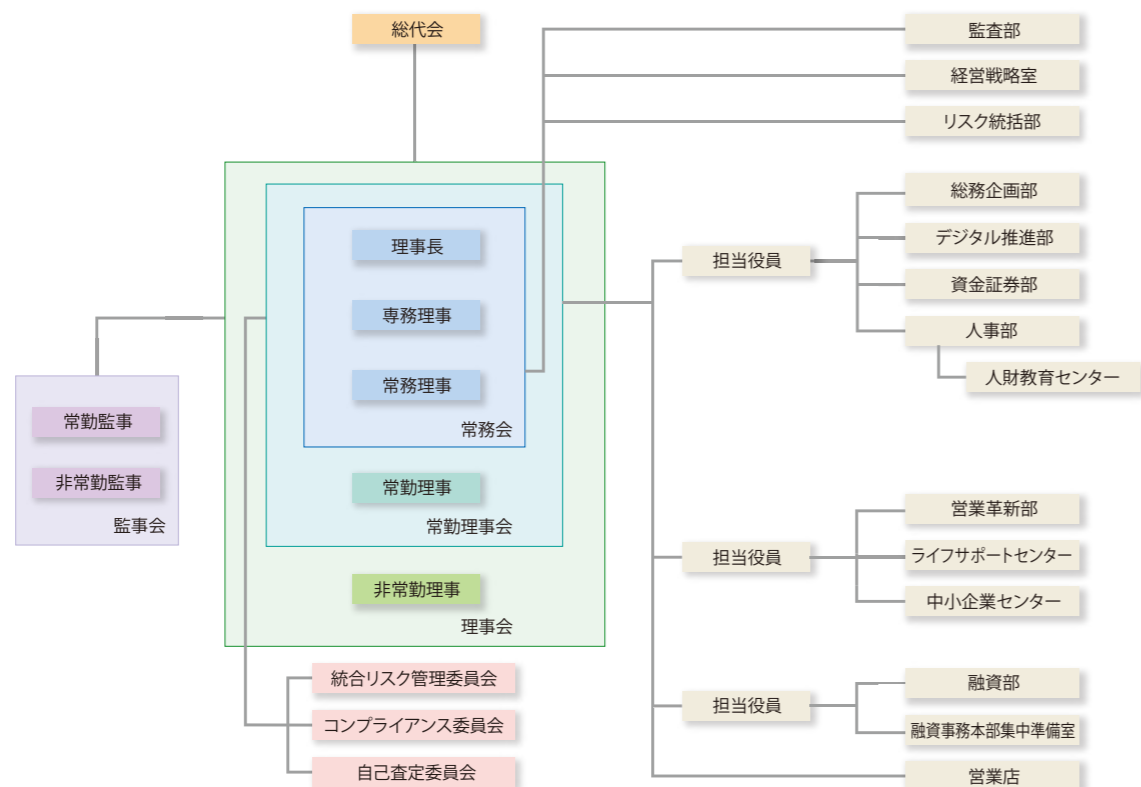 総代会
理事長
専務理事
常務理事
常務会
常勤理事
常勤理事会
非常勤理事
理事会
常勤監事
非常勤監事
監事会
統合リスク管理委員会
コンプライアンス委員会
自己査定委員会
監査部
経営戦略室
リスク統括部
担当役員
総務企画部
デジタル推進部
資金証券部
人事部
人財教育センター
担当役員
営業革新部
ライフサポートセンター
中小企業センター
担当役員
融資部
融資事務本部集中準備室
営業店